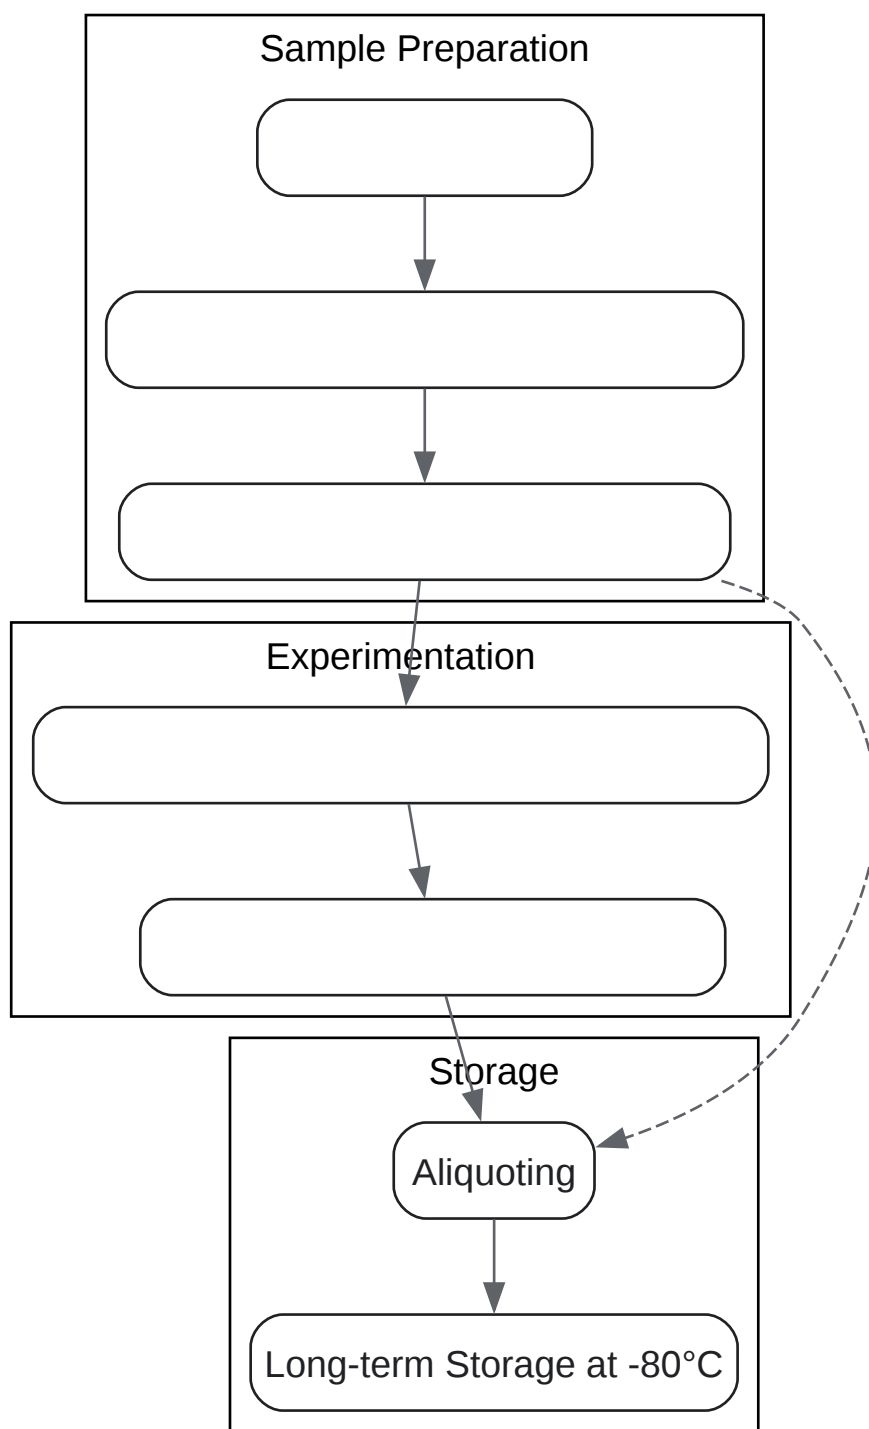 Sample Preparation
Experimentation
Storage
Aliquoting
Long-term Storage at -80°C